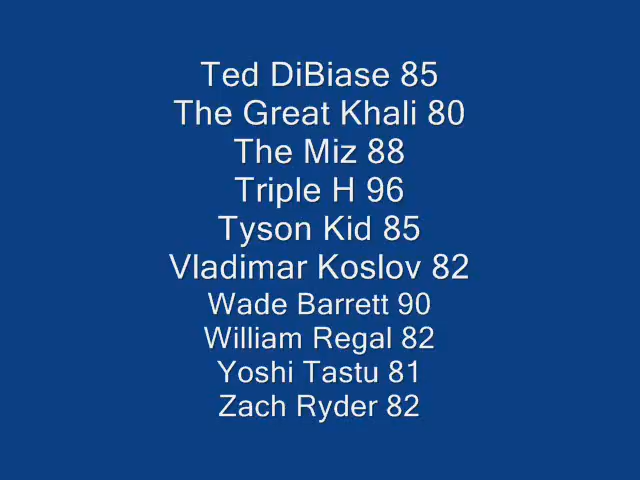 Ted DiBiase 85
The Great Khali 80
The Miz 88
Triple H 96
Tyson Kid 85
Vladimar Koslov 82
Wade Barrett 90
William Regal 82
Yoshi Tastu 81
Zach Ryder 82